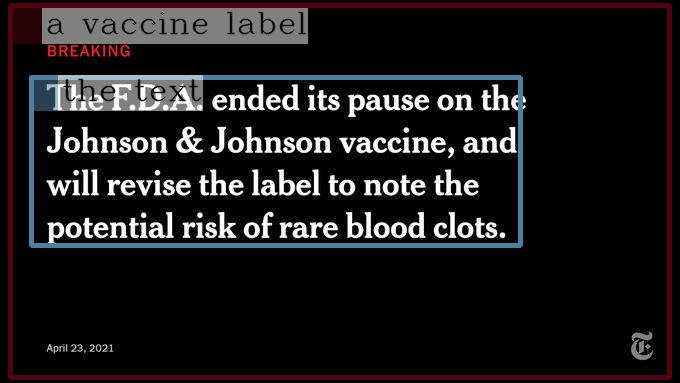 a vaccine label
BREAKING
the text
The F.D.A. ended its pause on the
Johnson & Johnson vaccine, and
will revise the label to note the
potential risk of rare blood clots.
April 23, 2021
T